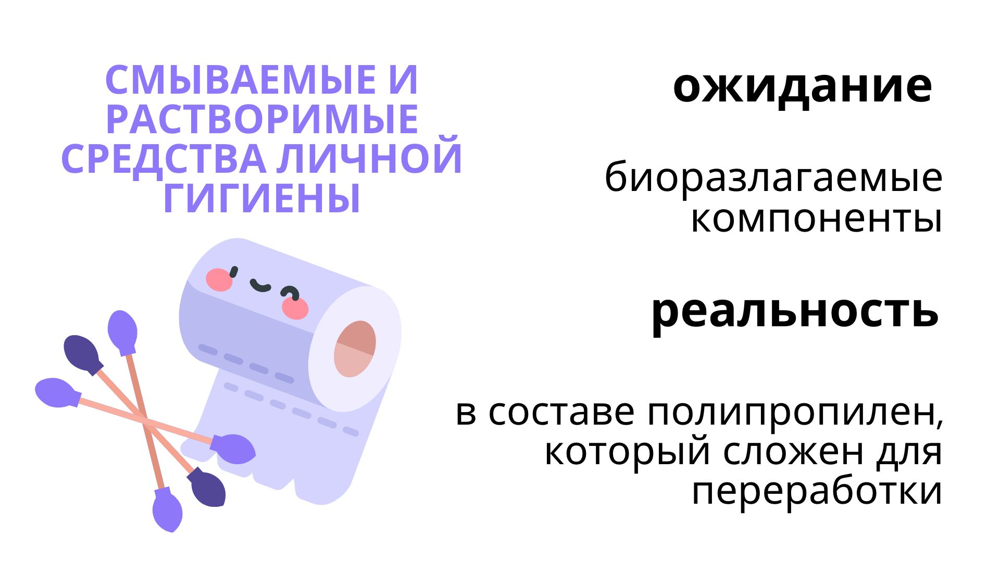 СМЫВАЕМЫЕ И
РАСТВОРИМЫЕ
СРЕДСТВА ЛИЧНОЙ
ГИГИЕНЫ
ожидание
биоразлагаемые
компоненты
реальность
в составе полипропилен,
который сложен для
переработки